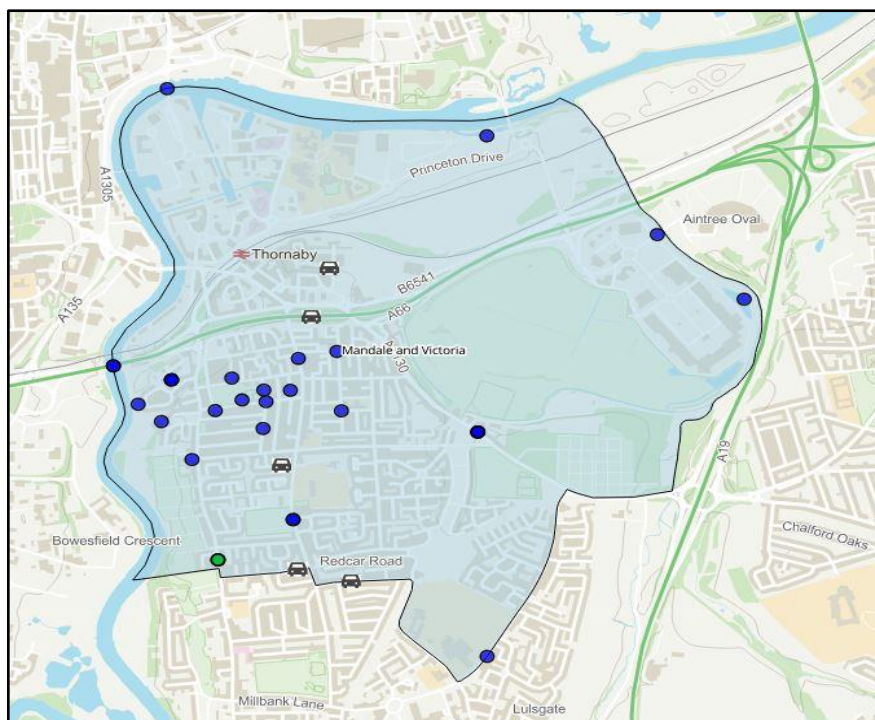 Princeton Drive
A1305
Aintree Oval
Thornaby
B6541
A66
A135
Mandale and Victoria
A19
Chalford Oaks
Bowesfield Crescent
Redcar Road
Millbank Lane
Lulsgate